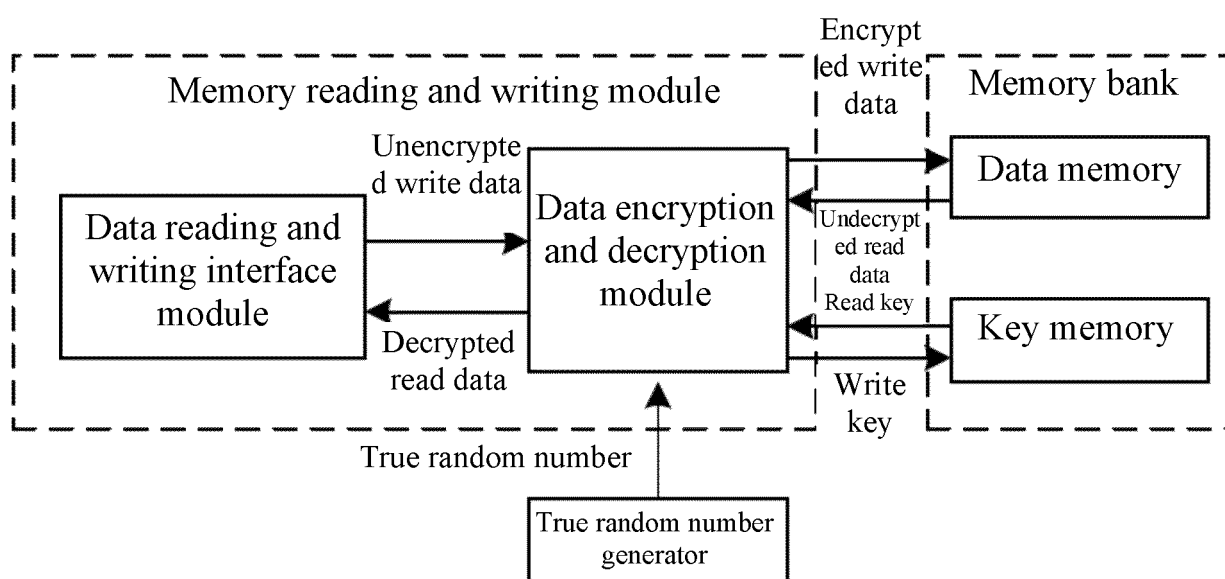 Memory reading and writing module
Encrypt
ed write
data
Memory bank
Unencrypte
d write data
Data reading and
writing interface
module
Data encryption
and decryption
module
Decrypted
read data
Data memory
Undecrypt
ed read
data
Read key
Key memory
Write
key
True random number
True random number
generator